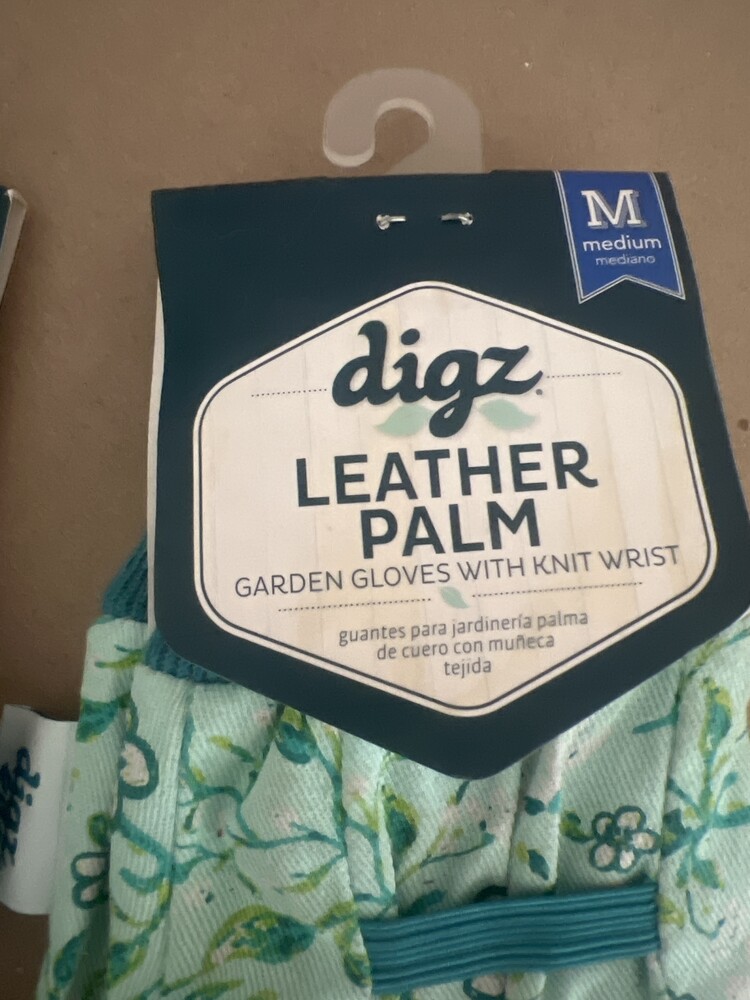 M
medium
mediano
digz
LEATHER
PALM
GARDEN GLOVES WITH KNIT WRIST
guantes para jardinería palma
de cuero con muñeca
tejida
digz